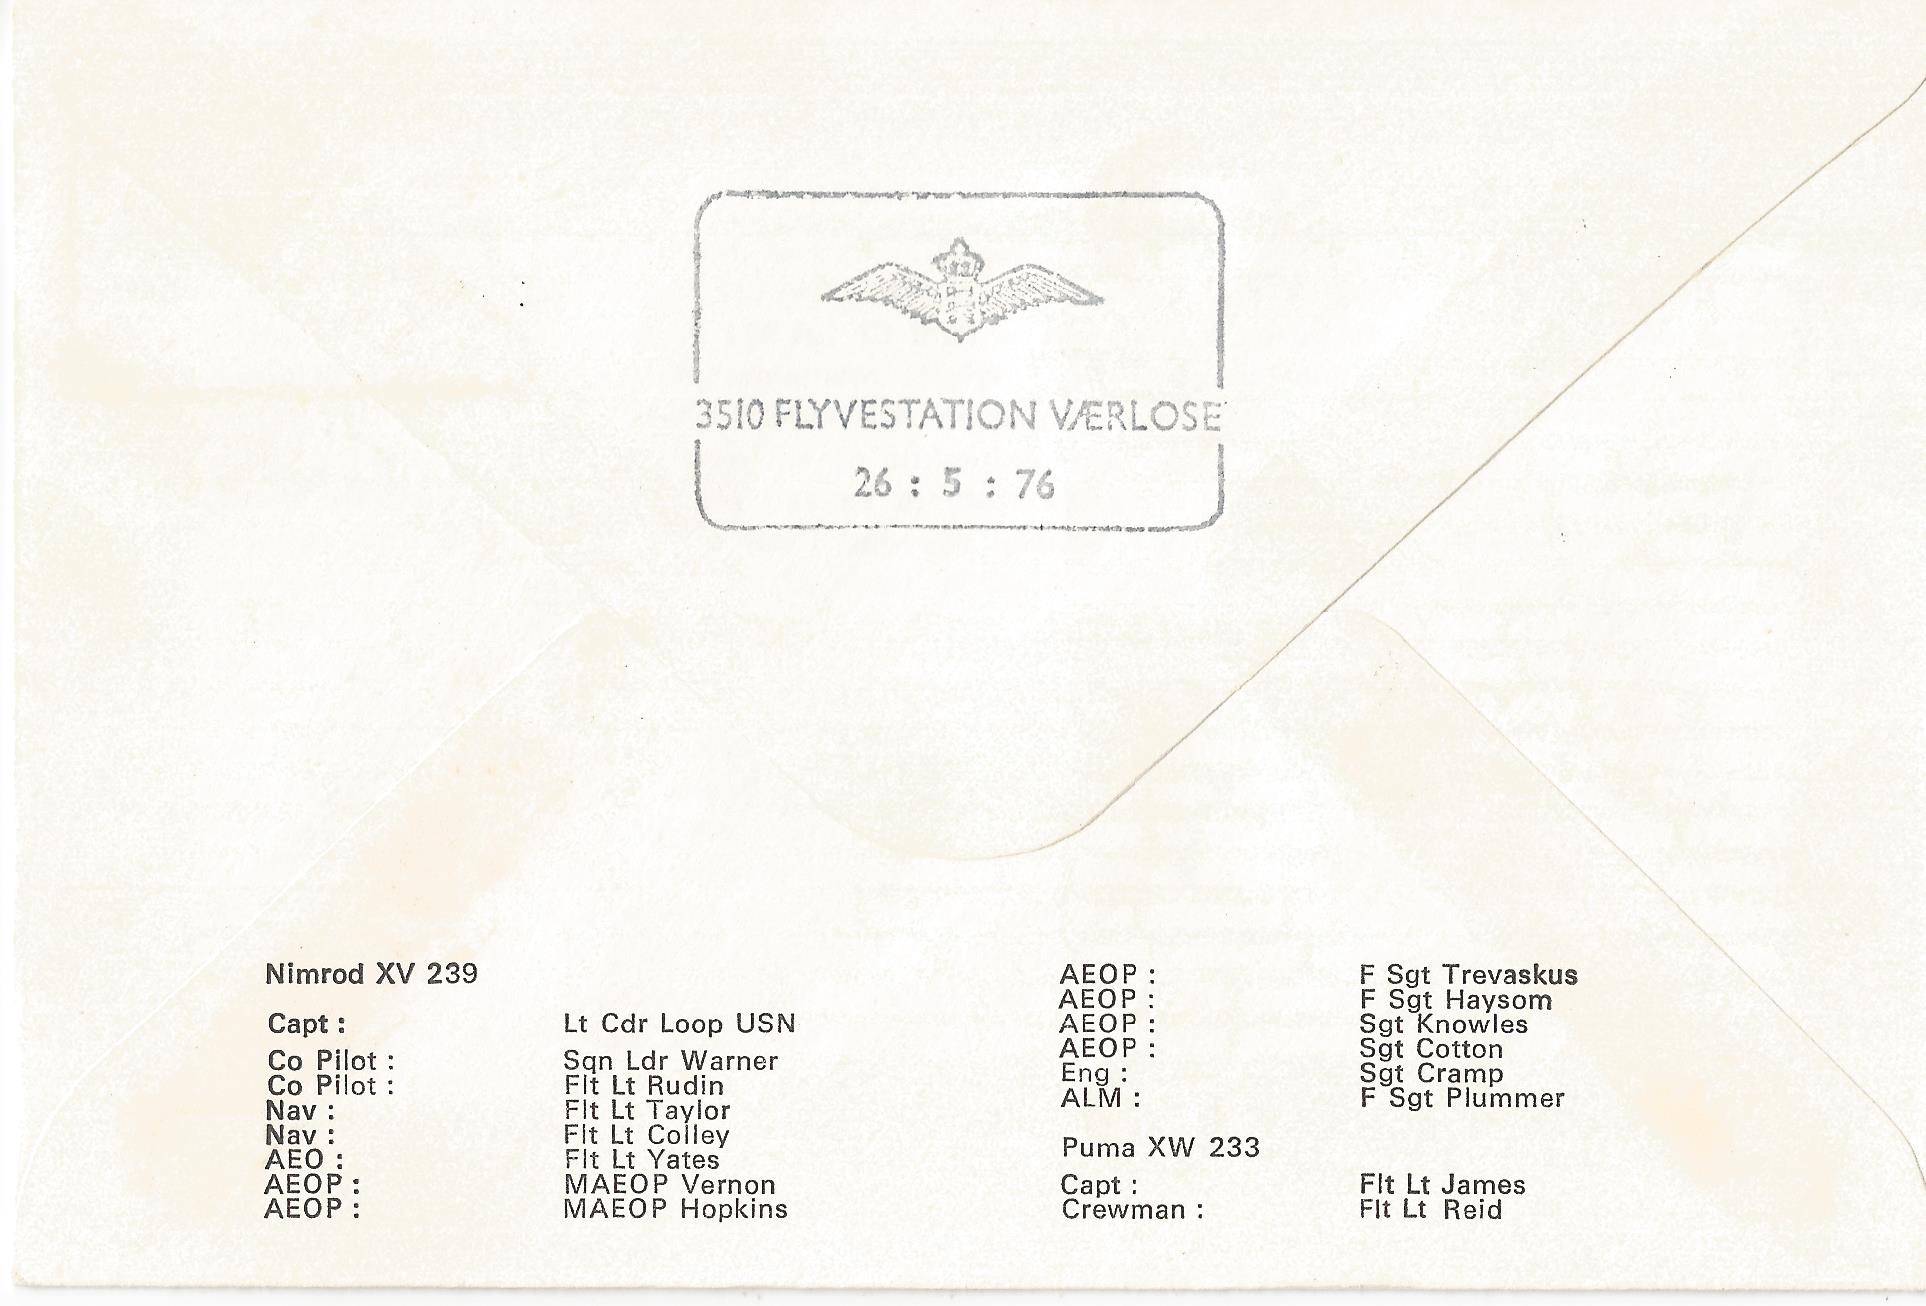 3510 FLYVESTATION VÆRLOSE
26 : 5 : 76
Nimrod XV 239
Capt : Lt Cdr Loop USN
Co Pilot : Sqn Ldr Warner
Co Pilot : Flt Lt Rudin
Nav : Flt Lt Taylor
Nav : Flt Lt Colley
AEO : Flt Lt Yates
AEOP : MAEOP Vernon
AEOP : MAEOP Hopkins
AEOP : F Sgt Trevaskus
AEOP : F Sgt Haysom
AEOP : Sgt Knowles
AEOP : Sgt Cotton
Eng : Sgt Cramp
ALM : F Sgt Plummer
Puma XW 233
Capt : Flt Lt James
Crewman : Flt Lt Reid